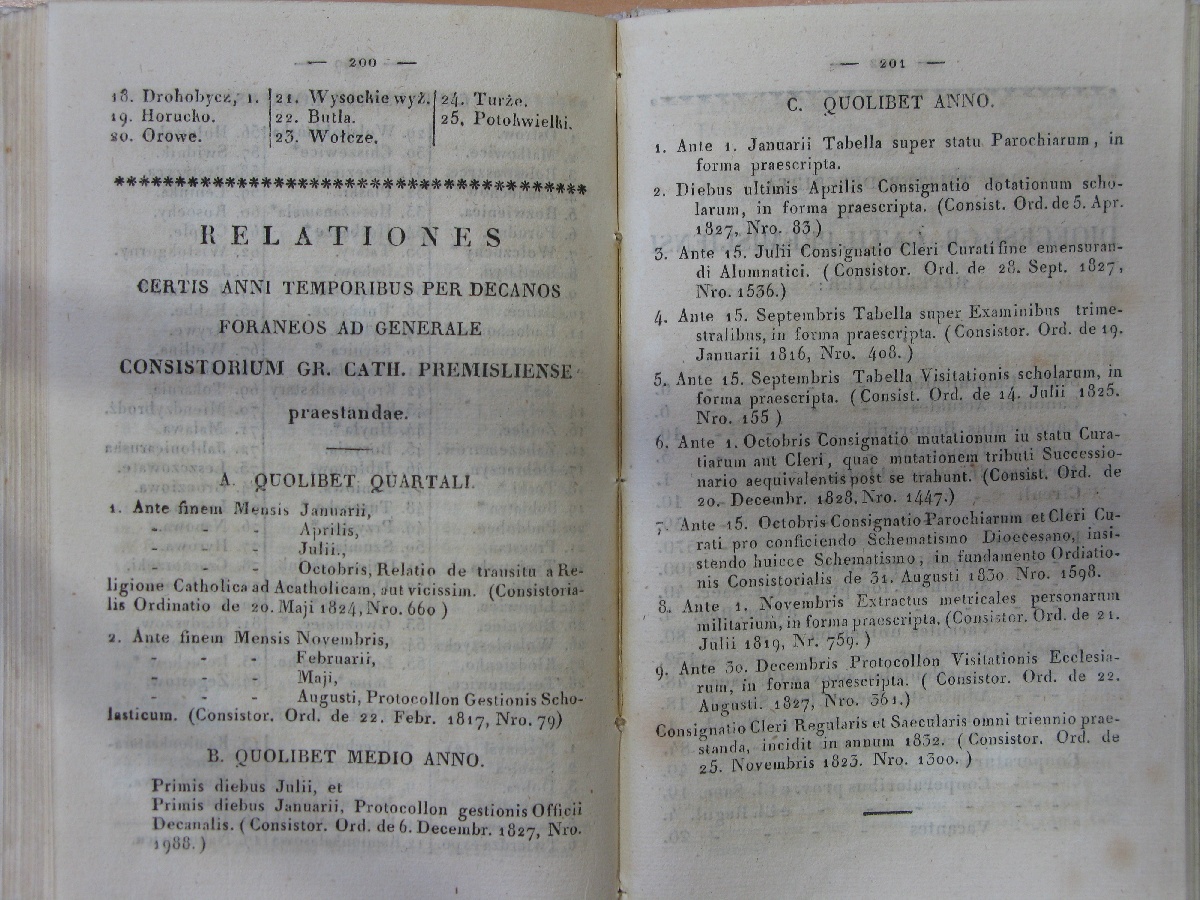 — 200 —
18. Drohobycz, 1. 21. Wysockie wyż. 24. Turże.
19. Horucko. 22. Butla. 25. Potokwielki.
20. Orowe. 23. Wołcze.
***************************************
RELATIONES
CERTIS ANNI TEMPORIBUS PER DECANOS
FORANEOS AD GENERALE
CONSISTORIUM GR. CATH. PREMISLIENSE
praestandae.
A. QUOLIBET QUARTALI.
1. Ante finem Mensis Januarii,
- - - Aprilis,
- - - Julii.,
- - - Octobris, Relatio de transitu a Re-
ligione Catholica ad Acatholicam, aut vicissim. (Consistoria-
lis Ordinatio de 20. Maji 1824, Nro. 660 )
2. Ante finem Mensis Novembris,
- - - Februarii,
- - - Maji,
- - - Augusti, Protocollon Gestionis Scho-
lasticum. (Consistor. Ord. de 22. Febr. 1817, Nro. 79)
B. QUOLIBET MEDIO ANNO.
Primis diebus Julii, et
Primis diebus Januarii, Protocollon gestionis Officii
Decanalis. ( Consistor. Ord. de 6. Decembr. 1827, Nro.
1988. )
— 201 —
C. QUOLIBET ANNO.
1. Ante 1. Januarii Tabella super statu Parochiarum , in
forma praescripta.
2. Diebus ultimis Aprilis Consignatio dotationum scho-
larum, in forma praescripta. (Consist. Ord. de 5. Apr.
1827, Nro. 83 )
3. Ante 15. Julii Consignatio Cleri Curati fine emensuran-
di Alumnatici. ( Consistor. Ord. de 28. Sept. 1827,
Nro. 1536.)
4. Ante 15. Septembris Tabella super Examinibus trime-
stralibus, in forma praescripta. ( Consistor. Ord. de 19.
Januarii 1816, Nro. 408. )
5. Ante 15. Septembris Tabella Visitationis scholarum, in
forma praescripta. ( Consist. Ord. de 14. Julii 1825.
Nro. 155 )
6. Ante 1. Octobris Consignatio mutationum iu statu Cura-
tiarum aut Cleri , quae mutationem tributi Successio-
nario aequivalentis post se trahunt. (Consist. Ord. de
20. Decembr. 1828, Nro. 1447.)
7. Ante 15. Octobris Consignatio Parochiarum et Cleri Cu-
rati pro conficiendo Schematismo Dioecesano, insi-
stendo huicce Schematismo , in fundamento Ordiatio-
nis Consistorialis de 31. Augusti 1830 Nro. 1598.
8. Ante 1. Novembris Extractus metricales personarum
militarium, in forma praescripta. (Consistor. Ord. de 21.
Julii 1819, Nr. 759. )
9. Ante 30. Decembris Protocollon Visitationis Ecclesia-
rum, in forma praescripta. ( Consistor. Ord. de 22.
Augusti. 1827, Nro. 361.)
Consignatio Cleri Regularis et Saecularis omni triennio prae-
standa, incidit in annum 1832. ( Consistor. Ord. de
25. Novembris 1823. Nro. 1300. )